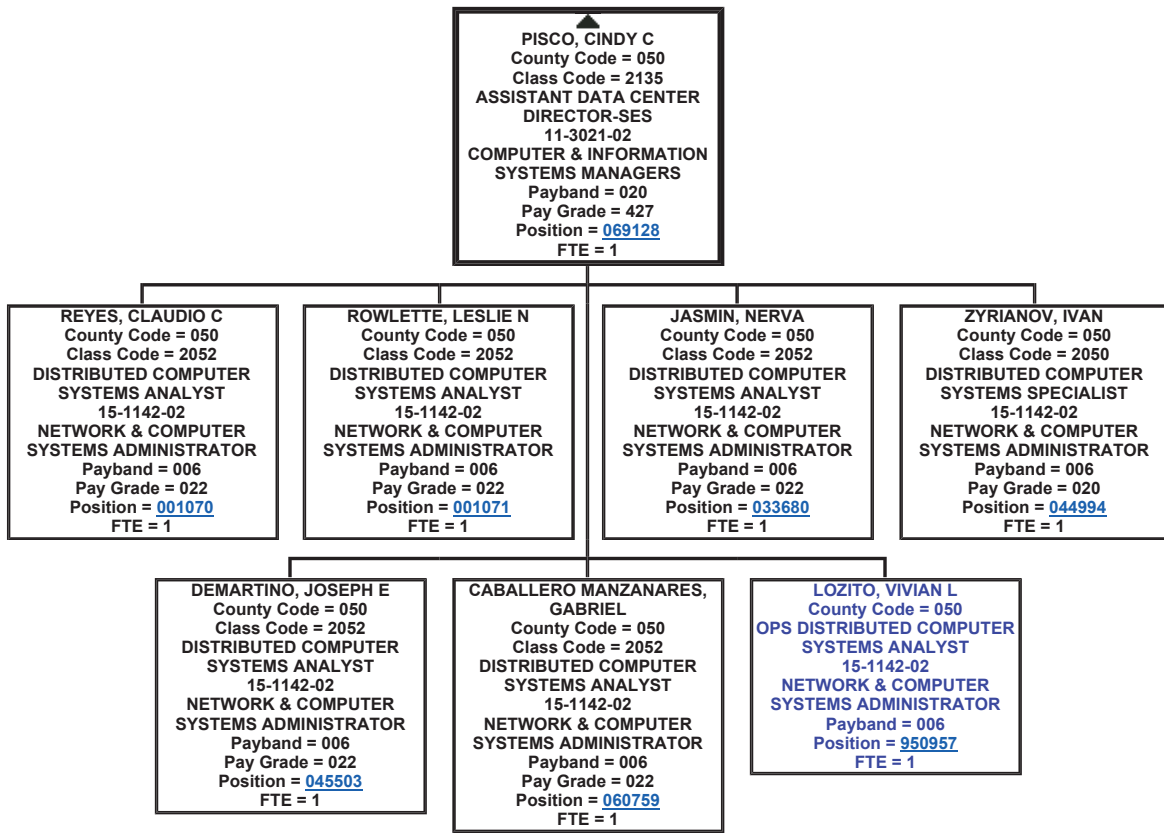 PISCO, CINDY C
County Code = 050
Class Code = 2135
ASSISTANT DATA CENTER
DIRECTOR-SES
11-3021-02
COMPUTER & INFORMATION
SYSTEMS MANAGERS
Payband = 020
Pay Grade = 427
Position = 069128
FTE = 1
REYES, CLAUDIO C
County Code = 050
Class Code = 2052
DISTRIBUTED COMPUTER
SYSTEMS ANALYST
15-1142-02
NETWORK & COMPUTER
SYSTEMS ADMINISTRATOR
Payband = 006
Pay Grade = 022
Position = 001070
FTE = 1
ROWLETTE, LESLIE N
County Code = 050
Class Code = 2052
DISTRIBUTED COMPUTER
SYSTEMS ANALYST
15-1142-02
NETWORK & COMPUTER
SYSTEMS ADMINISTRATOR
Payband = 006
Pay Grade = 022
Position = 001071
FTE = 1
JASMIN, NERVA
County Code = 050
Class Code = 2052
DISTRIBUTED COMPUTER
SYSTEMS ANALYST
15-1142-02
NETWORK & COMPUTER
SYSTEMS ADMINISTRATOR
Payband = 006
Pay Grade = 022
Position = 033680
FTE = 1
ZYRIANOV, IVAN
County Code = 050
Class Code = 2050
DISTRIBUTED COMPUTER
SYSTEMS SPECIALIST
15-1142-02
NETWORK & COMPUTER
SYSTEMS ADMINISTRATOR
Payband = 006
Pay Grade = 020
Position = 044994
FTE = 1
DEMARTINO, JOSEPH E
County Code = 050
Class Code = 2052
DISTRIBUTED COMPUTER
SYSTEMS ANALYST
15-1142-02
NETWORK & COMPUTER
SYSTEMS ADMINISTRATOR
Payband = 006
Pay Grade = 022
Position = 045503
FTE = 1
CABALLERO MANZANARES,
GABRIEL
County Code = 050
Class Code = 2052
DISTRIBUTED COMPUTER
SYSTEMS ANALYST
15-1142-02
NETWORK & COMPUTER
SYSTEMS ADMINISTRATOR
Payband = 006
Pay Grade = 022
Position = 060759
FTE = 1
LOZITO, VIVIAN L
County Code = 050
OPS DISTRIBUTED COMPUTER
SYSTEMS ANALYST
15-1142-02
NETWORK & COMPUTER
SYSTEMS ADMINISTRATOR
Payband = 006
Position = 950957
FTE = 1